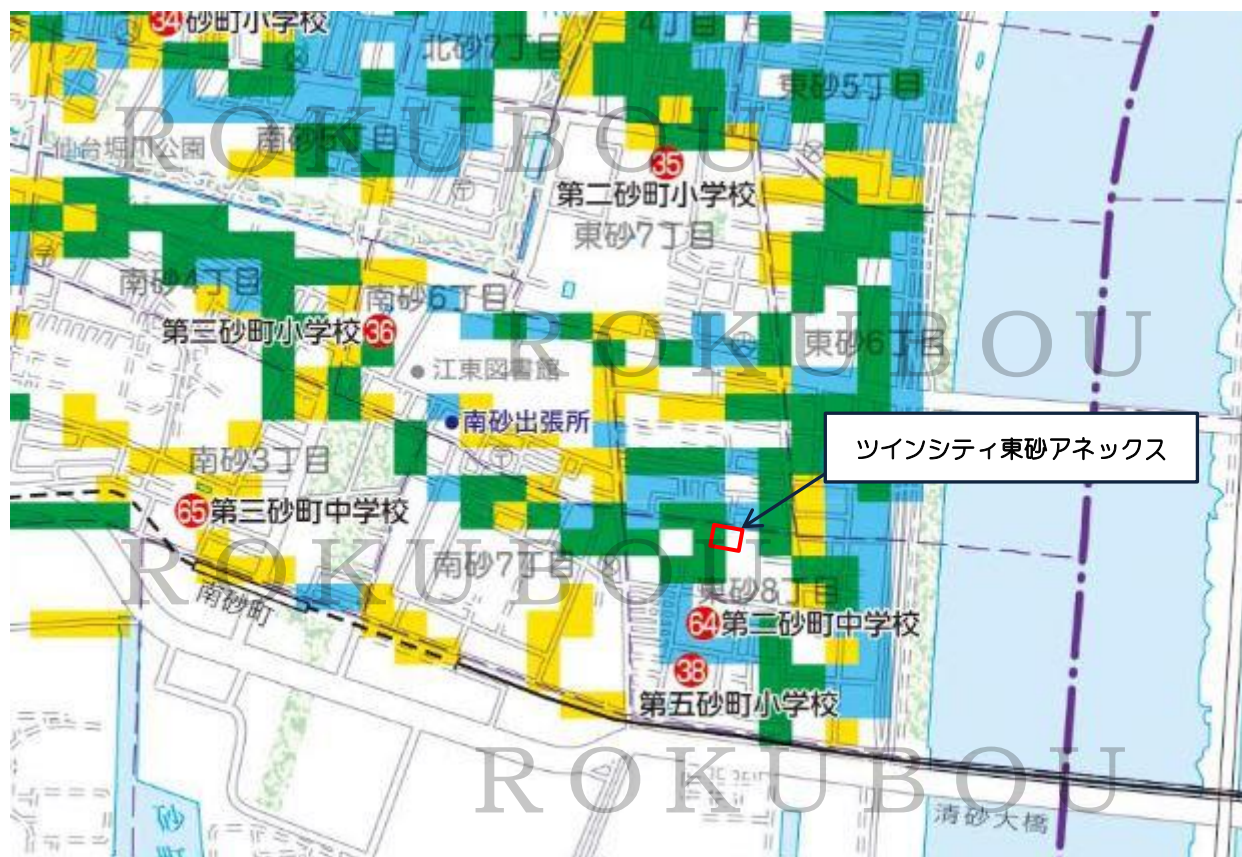 34 砂町小学校
北砂7丁目
4丁目
東砂5丁目
ROKUBOU
仙台堀川公園
南砂5丁目
35
第二砂町小学校
東砂7丁目
南砂4丁目
南砂6丁目
第三砂町小学校 36
ROKUBOU
東砂6丁目
江東図書館
南砂出張所
ツインシティ東砂アネックス
南砂3丁目
65 第三砂町中学校
ROKUBOU
南砂7丁目
東砂8丁目
南砂町
64 第二砂町中学校
38
第五砂町小学校
ROKUBOU
清砂大橋